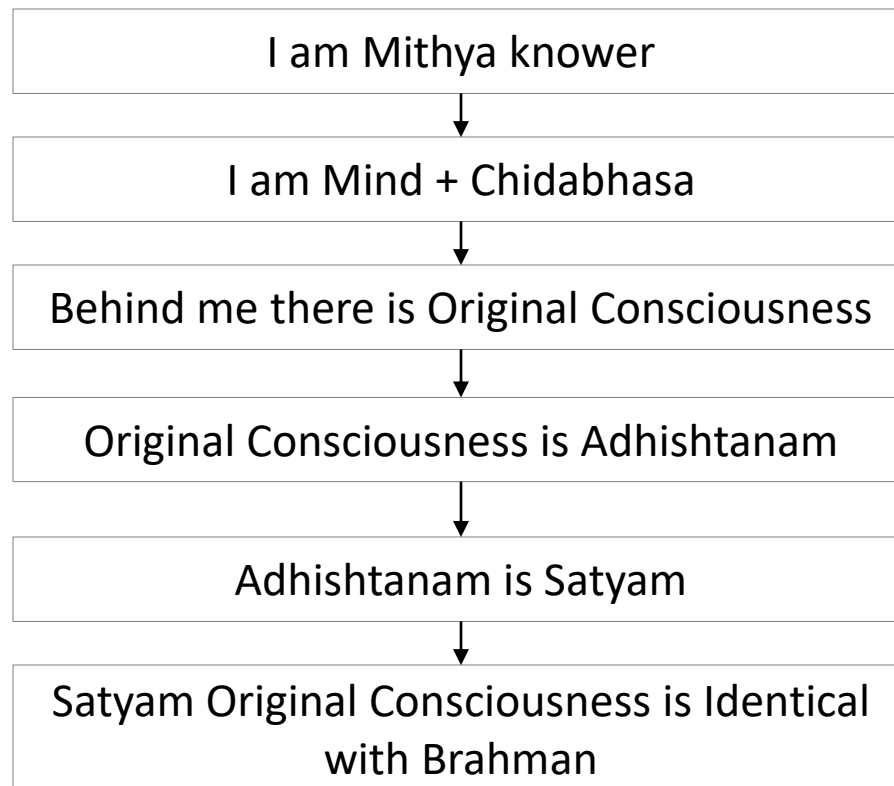 I am Mithya knower
I am Mind + Chidabhasa
Behind me there is Original Consciousness
Original Consciousness is Adhishtanam
Adhishtanam is Satyam
Satyam Original Consciousness is Identical
with Brahman